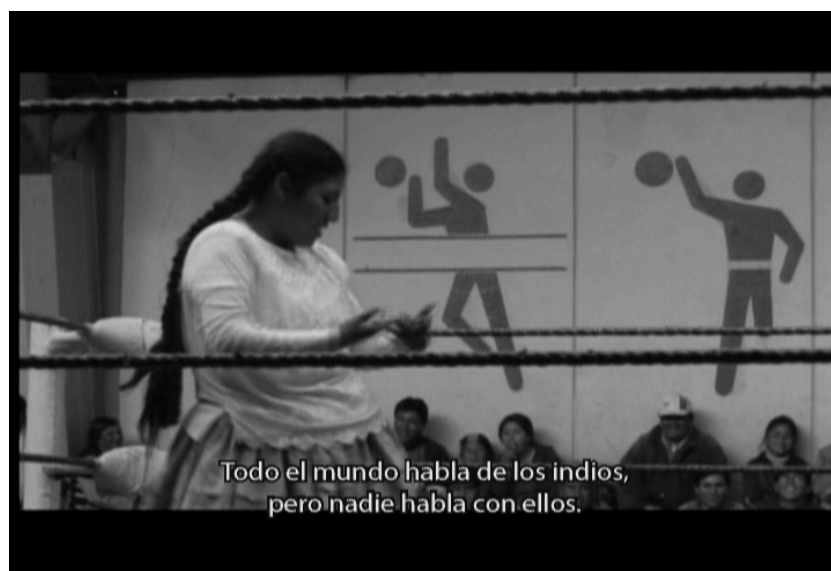 Todo el mundo habla de los indios,
pero nadie habla con ellos.